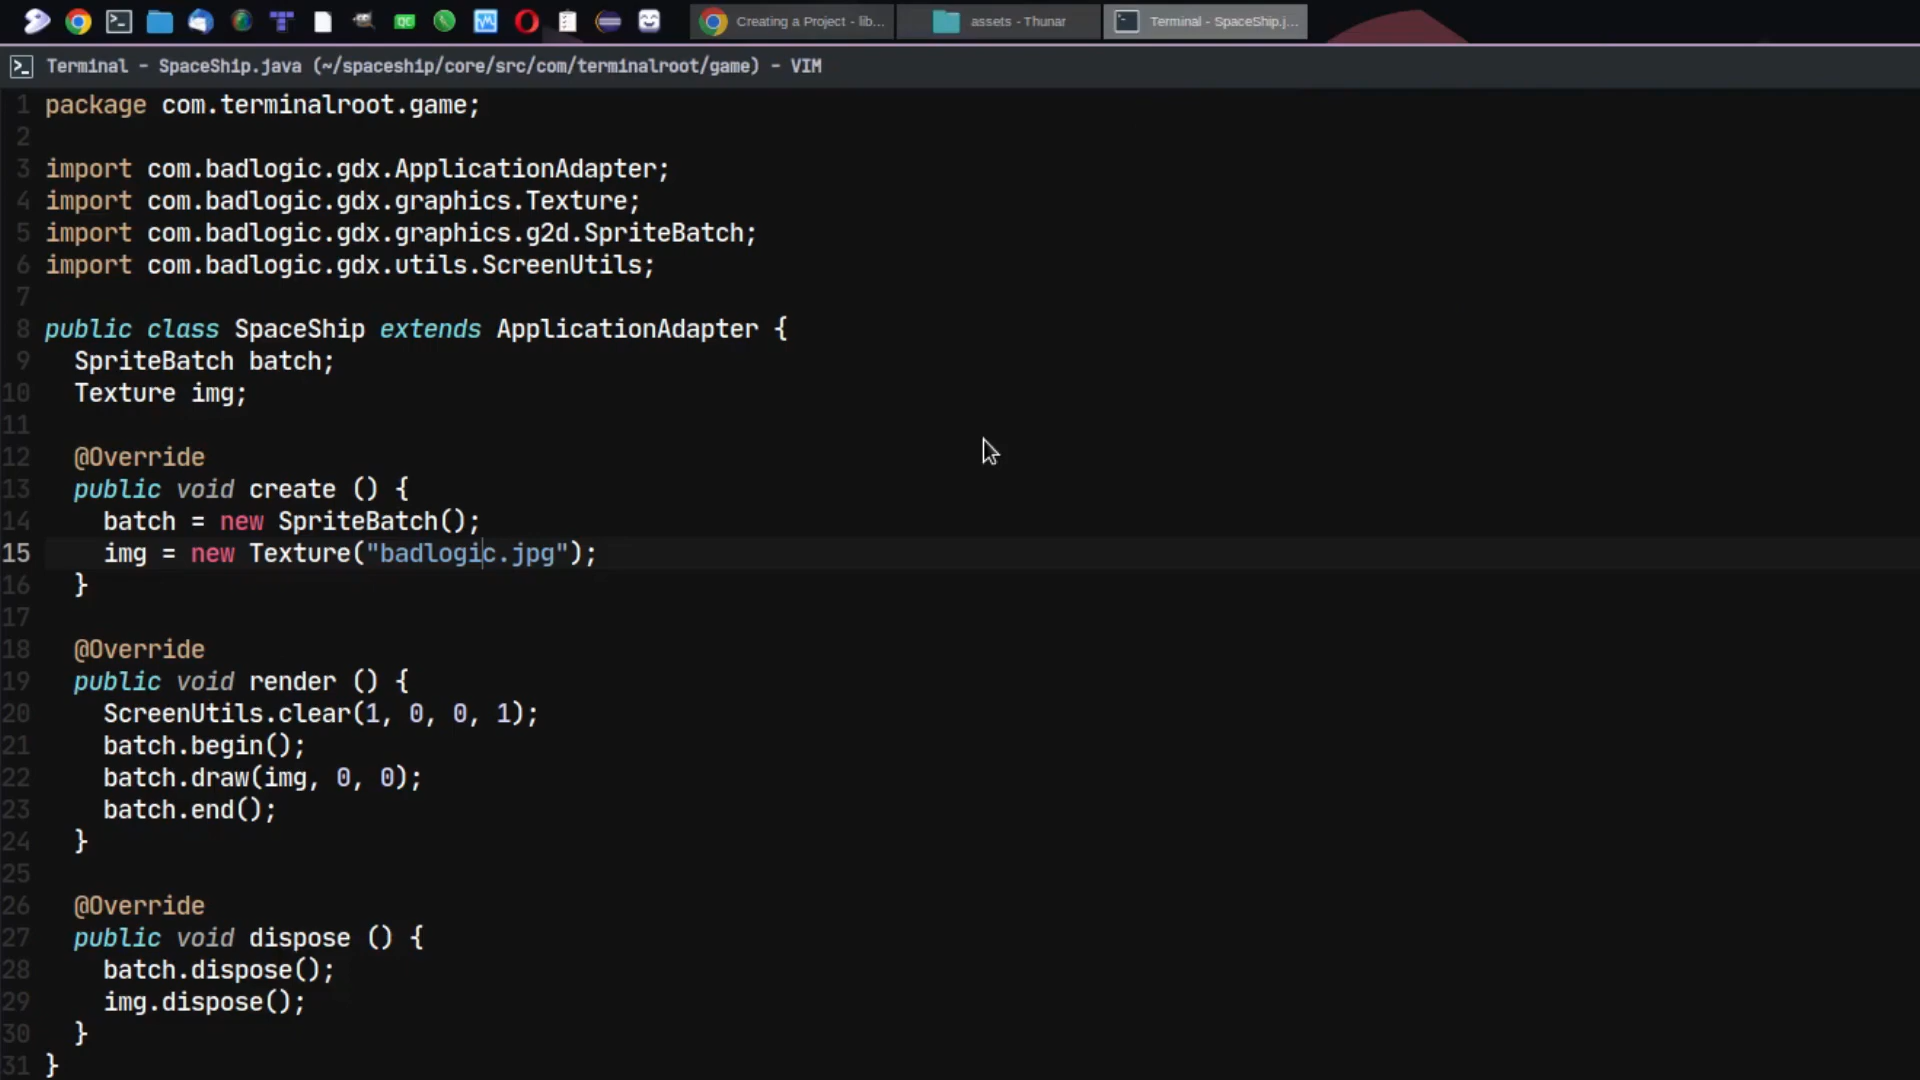 Creating a Project - lib...
assets - Thunar
Terminal - SpaceShip.j...
Terminal - SpaceShip.java (~/spaceship/core/src/com/terminalroot/game) - VIM
1 package com.terminalroot.game;
2
3 import com.badlogic.gdx.ApplicationAdapter;
4 import com.badlogic.gdx.graphics.Texture;
5 import com.badlogic.gdx.graphics.g2d.SpriteBatch;
6 import com.badlogic.gdx.utils.ScreenUtils;
7
8 public class SpaceShip extends ApplicationAdapter {
9   SpriteBatch batch;
10   Texture img;
11
12   @Override
13   public void create () {
14     batch = new SpriteBatch();
15     img = new Texture("badlogic.jpg");
16   }
17
18   @Override
19   public void render () {
20     ScreenUtils.clear(1, 0, 0, 1);
21     batch.begin();
22     batch.draw(img, 0, 0);
23     batch.end();
24   }
25
26   @Override
27   public void dispose () {
28     batch.dispose();
29     img.dispose();
30   }
31 }